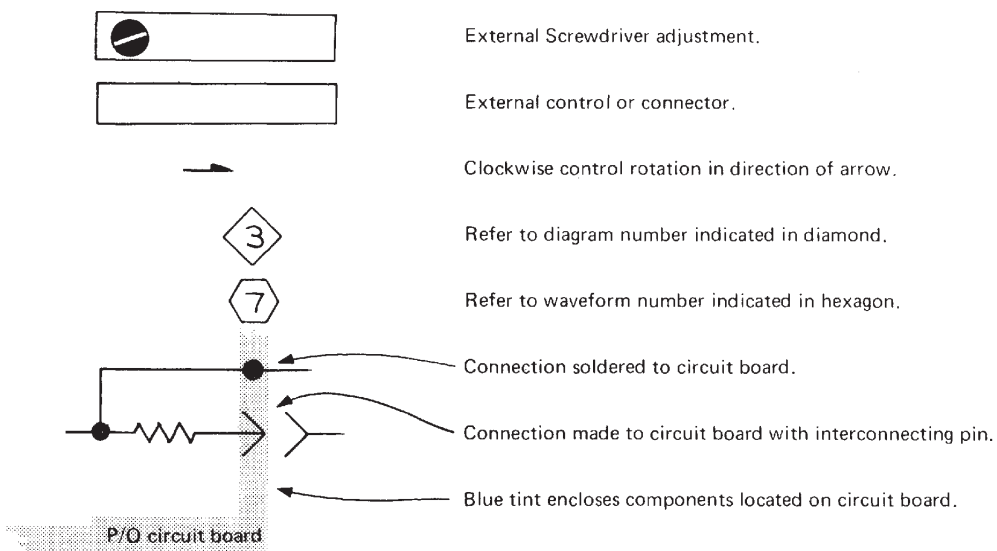 External Screwdriver adjustment.
External control or connector.
Clockwise control rotation in direction of arrow.
3
Refer to diagram number indicated in diamond.
7
Refer to waveform number indicated in hexagon.
Connection soldered to circuit board.
Connection made to circuit board with interconnecting pin.
Blue tint encloses components located on circuit board.
P/O circuit board